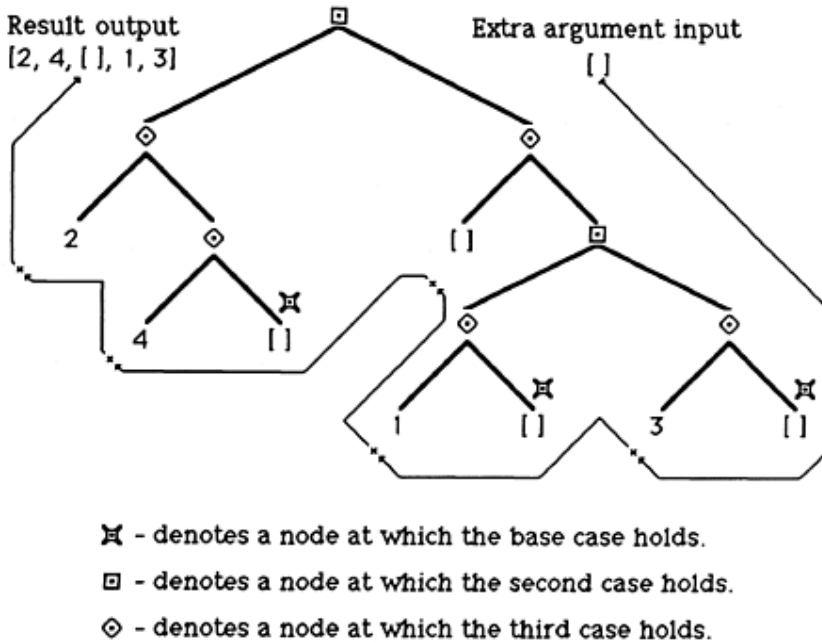 Result output
[2, 4, [ ], 1, 3]
Extra argument input
[ ]
2
[ ]
4
[ ]
1
[ ]
3
[ ]
- denotes a node at which the base case holds.
- denotes a node at which the second case holds.
- denotes a node at which the third case holds.